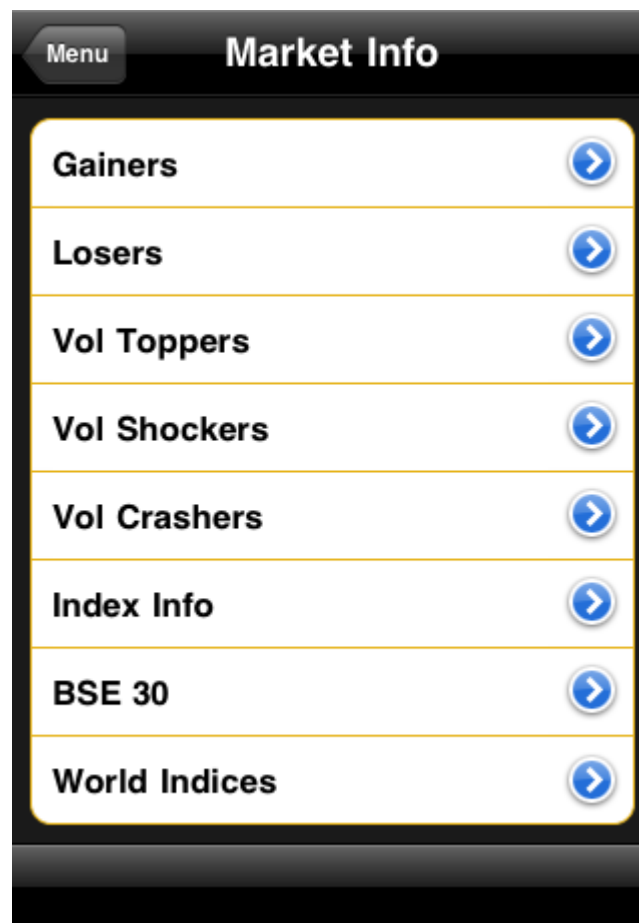 Menu
Market Info
Gainers
Losers
Vol Toppers
Vol Shockers
Vol Crashers
Index Info
BSE 30
World Indices